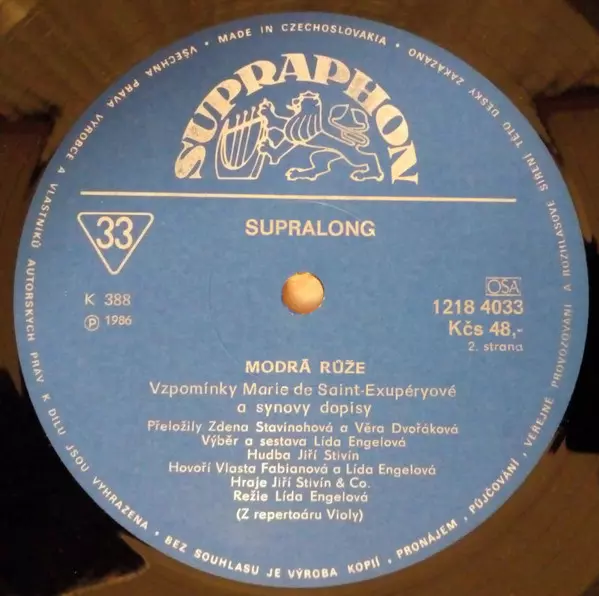 MADE IN CZECHOSLOVAKIA • VŠECHNA PRÁVA VÝROBCE A VLASTNÍKŮ AUTORSKÝCH PRÁV K DÍLU JSOU VYHRAZENA • BEZ SOUHLASU JE VÝROBA KOPIÍ, PRONÁJEM, PŮJČOVÁNÍ, VEŘEJNÉ PROVOZOVÁNÍ A ROZHLASOVÉ ŠÍŘENÍ TÉTO DESKY ZAKÁZÁNO •
SUPRAPHON
33
SUPRALONG
K 388
Ⓟ 1986
OSA
1218 4033
Kčs 48,-
2. strana
MODRÁ RŮŽE
Vzpomínky Marie de Saint-Exupéryové
a synovy dopisy
Přeložily Zdena Stavinohová a Věra Dvořáková
Výběr a sestava Lída Engelová
Hudba Jiří Stivín
Hovoří Vlasta Fabianová a Lída Engelová
Hraje Jiří Stivín & Co.
Režie Lída Engelová
(Z repertoáru Violy)